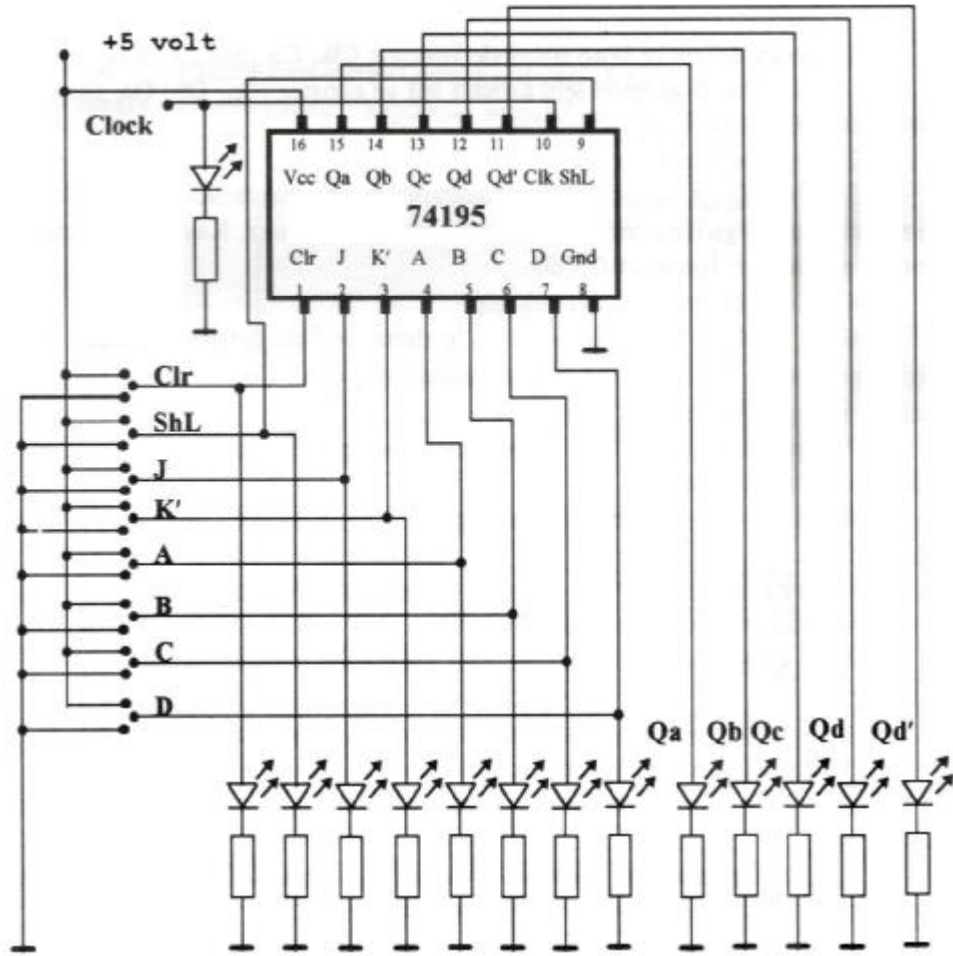 +5 volt
Clock
16 15 14 13 12 11 10 9
Vcc Qa Qb Qc Qd Qd' Clk ShL
74195
Clr J K' A B C D Gnd
1 2 3 4 5 6 7 8
Clr
ShL
J
K'
A
B
C
D
Qa Qb Qc Qd Qd'